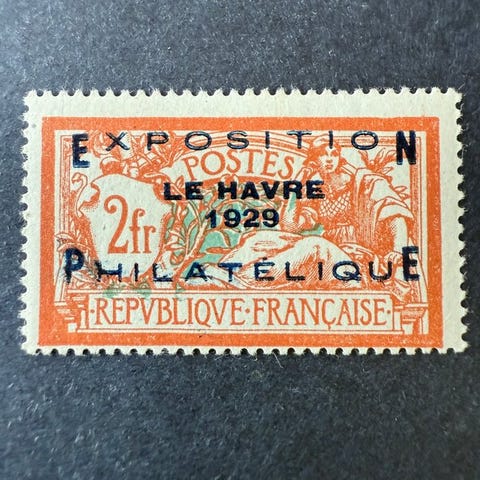 EXPOSITION
POSTES
LE HAVRE
1929
2fr
PHILATÉLIQUE
·REPVBLIQVE·FRANÇAISE·